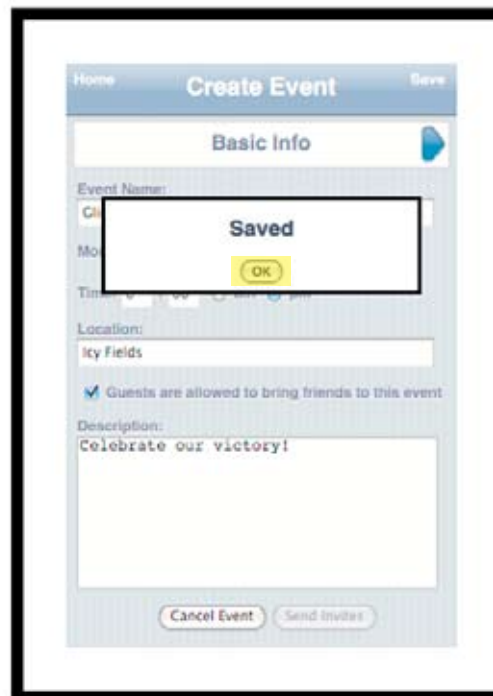 Home Create Event Save
Basic Info
Event Name:
Saved
OK
Location:
Icy Fields
Guests are allowed to bring friends to this event
Description:
Celebrate our victory!
Cancel Event Send Invites